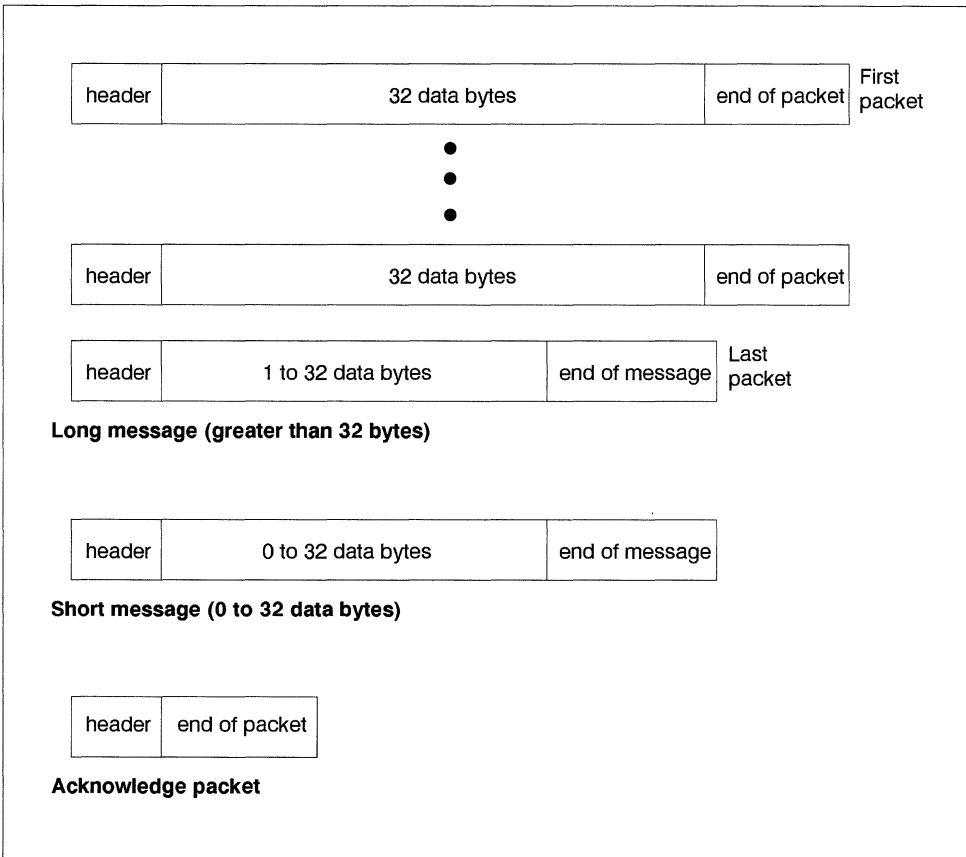 header 32 data bytes end of packet First packet
header 32 data bytes end of packet
header 1 to 32 data bytes end of message Last packet
Long message (greater than 32 bytes)
header 0 to 32 data bytes end of message
Short message (0 to 32 data bytes)
header end of packet
Acknowledge packet